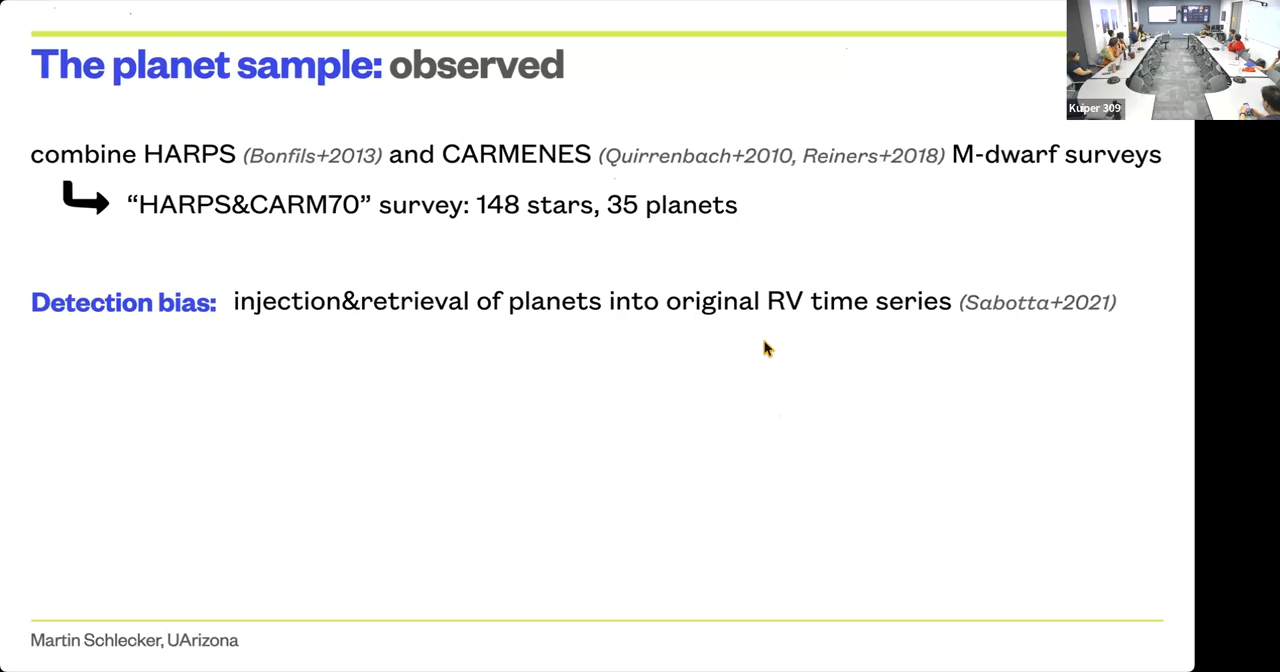 The planet sample: observed
Kuiper 309
combine HARPS (Bonfils+2013) and CARMENES (Quirrenbach+2010, Reiners+2018) M-dwarf surveys
“HARPS&CARM70” survey: 148 stars, 35 planets
Detection bias: injection&retrieval of planets into original RV time series (Sabotta+2021)
Martin Schlecker, UArizona